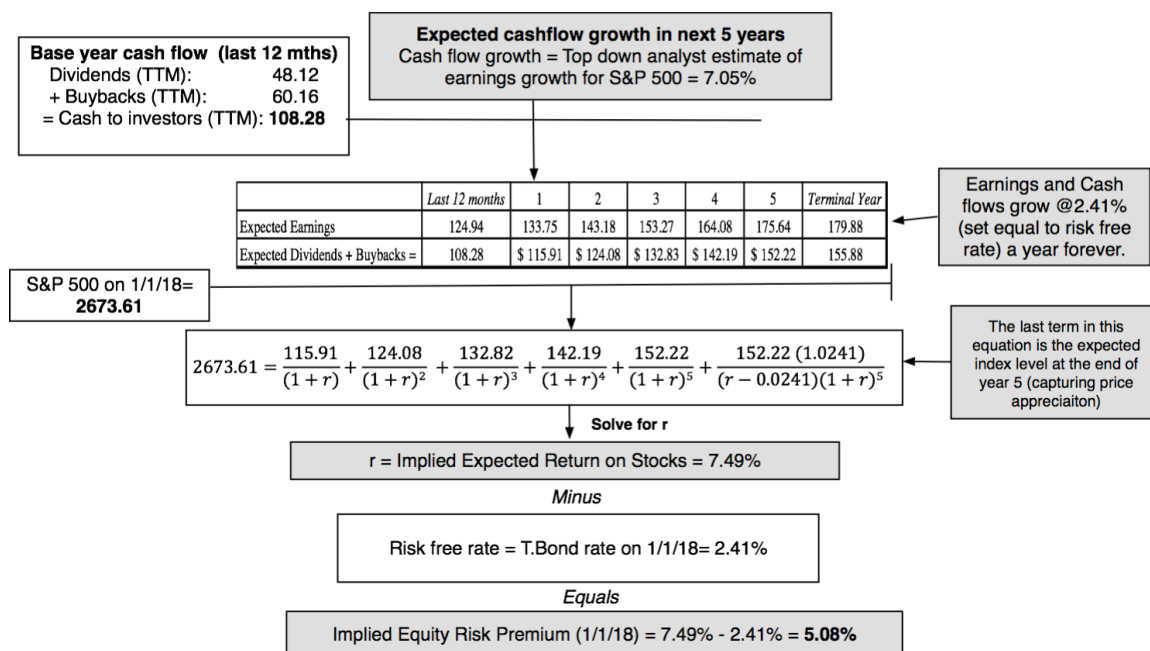 Expected cashflow growth in next 5 years
Cash flow growth = Top down analyst estimate of
earnings growth for S&P 500 = 7.05%
Base year cash flow (last 12 mths)
Dividends (TTM): 48.12
+ Buybacks (TTM): 60.16
= Cash to investors (TTM): 108.28
Last 12 months 1 2 3 4 5 Terminal Year
Expected Earnings 124.94 133.75 143.18 153.27 164.08 175.64 179.88
Expected Dividends + Buybacks = 108.28 $ 115.91 $ 124.08 $ 132.83 $ 142.19 $ 152.22 155.88
Earnings and Cash
flows grow @2.41%
(set equal to risk free
rate) a year forever.
S&P 500 on 1/1/18=
2673.61
2673.61 = 115.91/(1 + r) + 124.08/(1 + r)² + 132.82/(1 + r)³ + 142.19/(1 + r)⁴ + 152.22/(1 + r)⁵ + 152.22 (1.0241)/(r − 0.0241)(1 + r)⁵
The last term in this
equation is the expected
index level at the end of
year 5 (capturing price
appreciaiton)
Solve for r
r = Implied Expected Return on Stocks = 7.49%
Minus
Risk free rate = T.Bond rate on 1/1/18= 2.41%
Equals
Implied Equity Risk Premium (1/1/18) = 7.49% - 2.41% = 5.08%